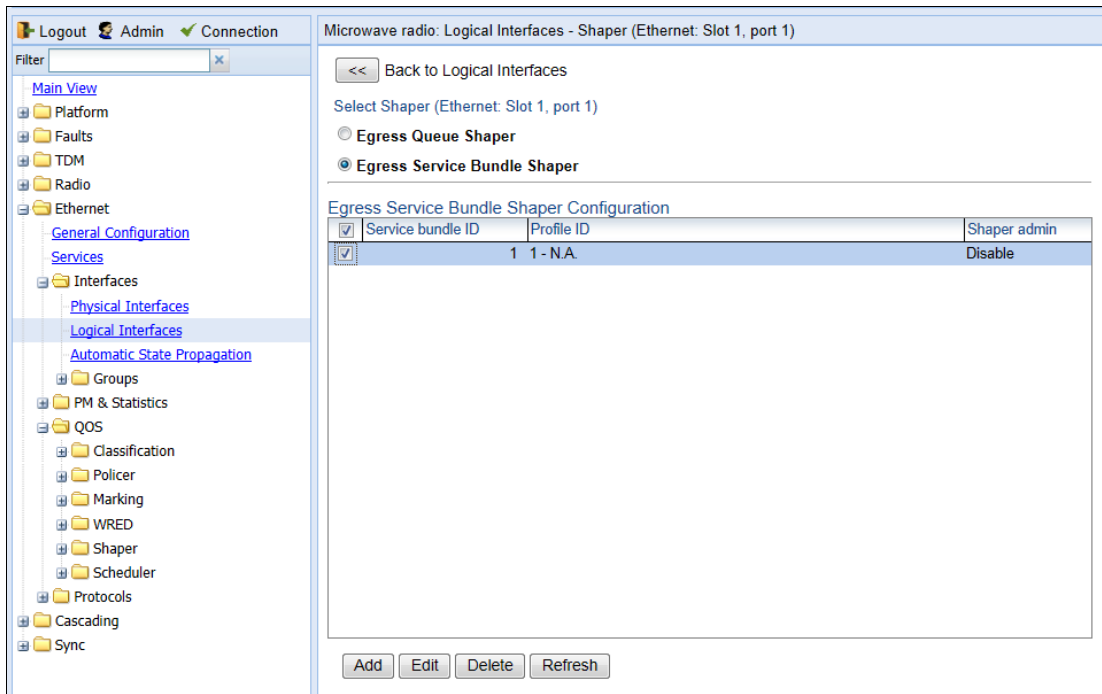 Logout Admin Connection
Filter
Main View
Platform
Faults
TDM
Radio
Ethernet
General Configuration
Services
Interfaces
Physical Interfaces
Logical Interfaces
Automatic State Propagation
Groups
PM & Statistics
QOS
Classification
Policer
Marking
WRED
Shaper
Scheduler
Protocols
Cascading
Sync
Microwave radio: Logical Interfaces - Shaper (Ethernet: Slot 1, port 1)
<< Back to Logical Interfaces
Select Shaper (Ethernet: Slot 1, port 1)
Egress Queue Shaper
Egress Service Bundle Shaper
Egress Service Bundle Shaper Configuration
Service bundle ID Profile ID Shaper admin
1 1 - N.A. Disable
Add Edit Delete Refresh